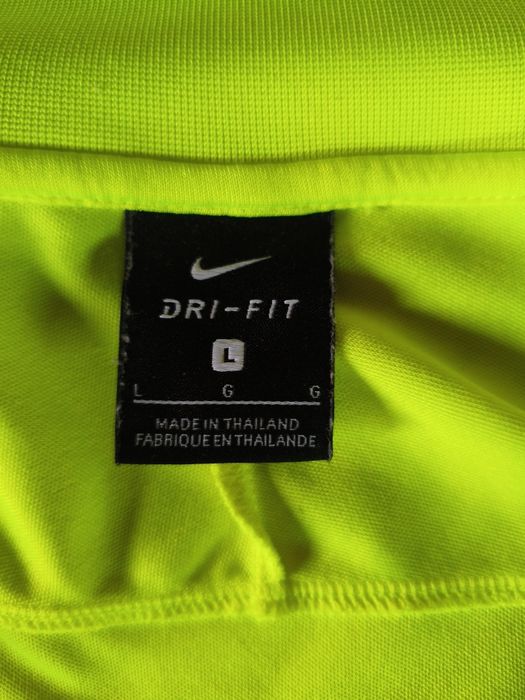 DRI-FIT
L
L G G
MADE IN THAILAND
FABRIQUE EN THAILANDE